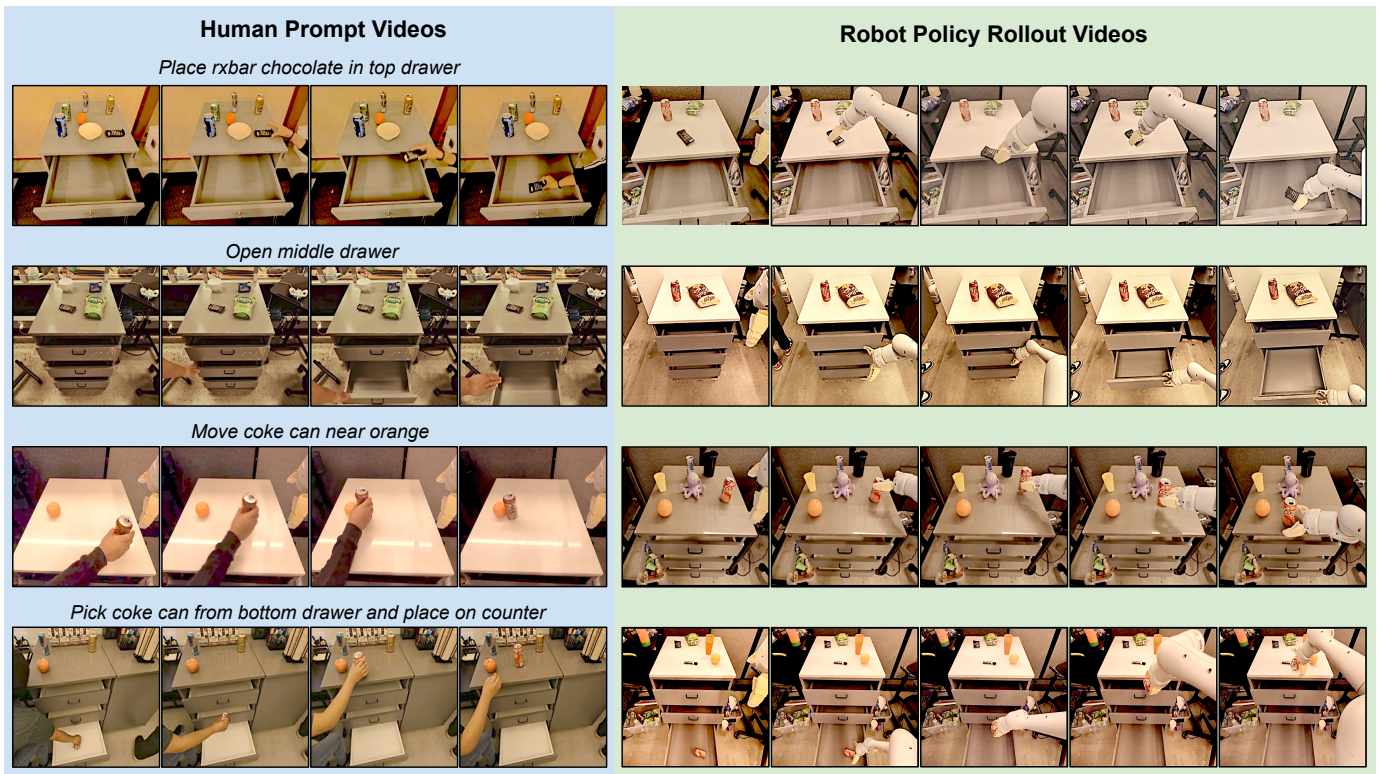 Human Prompt Videos
Robot Policy Rollout Videos
Place rxbar chocolate in top drawer
Open middle drawer
Move coke can near orange
Pick coke can from bottom drawer and place on counter